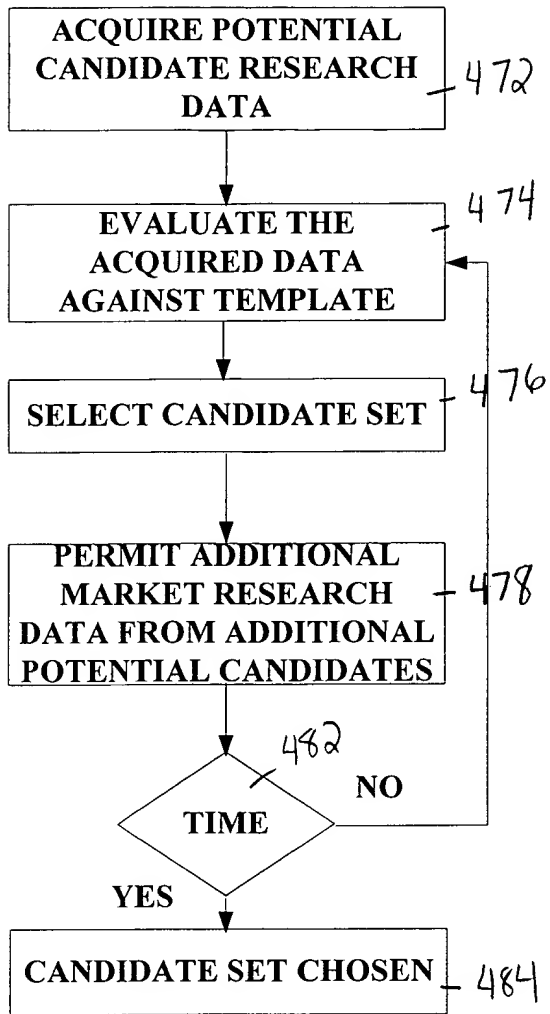 ACQUIRE POTENTIAL
CANDIDATE RESEARCH
DATA
472
474
EVALUATE THE
ACQUIRED DATA
AGAINST TEMPLATE
476
SELECT CANDIDATE SET
PERMIT ADDITIONAL
MARKET RESEARCH
DATA FROM ADDITIONAL
POTENTIAL CANDIDATES
478
482
NO
TIME
YES
CANDIDATE SET CHOSEN
484